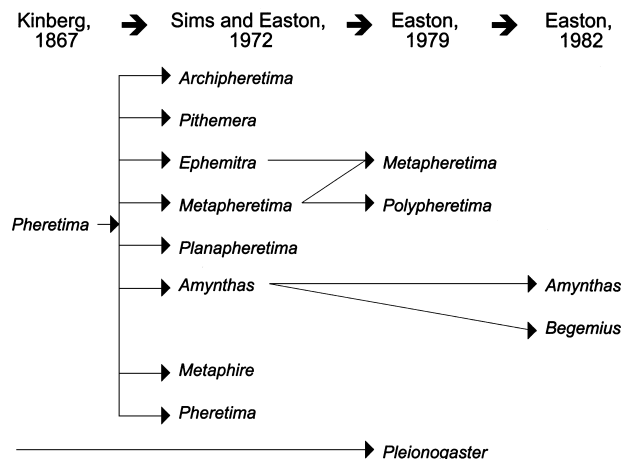 Kinberg, 1867
Sims and Easton, 1972
Easton, 1979
Easton, 1982
Archipheretima
Pithemera
Ephemitra
Metapheretima
Metapheretima
Polypheretima
Pheretima
Planapheretima
Amynthas
Amynthas
Begemius
Metaphire
Pheretima
Pleionogaster